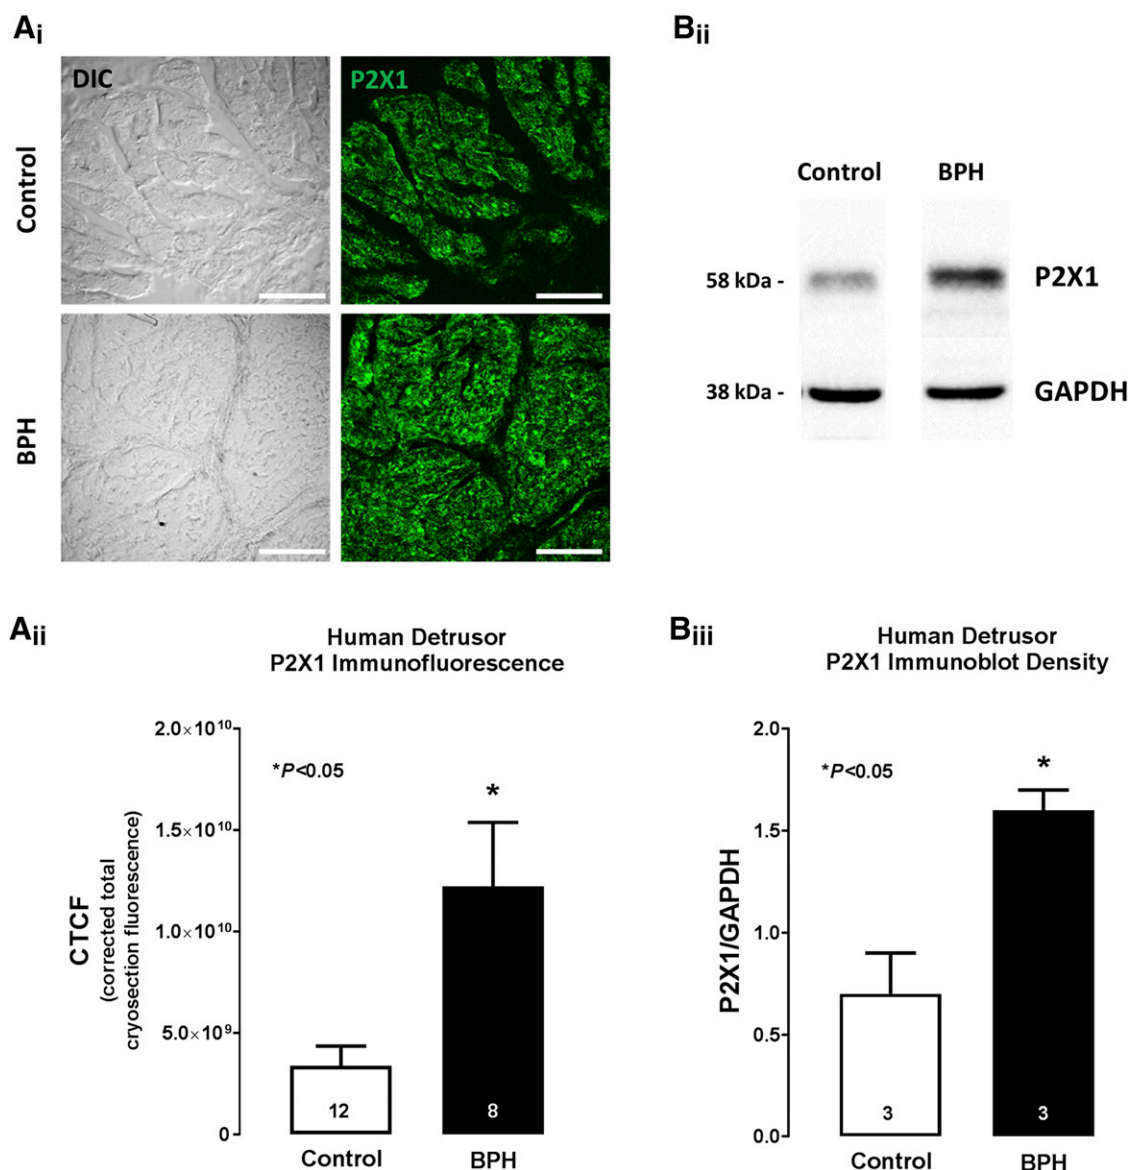 Ai
DIC
P2X1
Control
BPH
Bii
Control
BPH
58 kDa -
P2X1
38 kDa -
GAPDH
Aii
Human Detrusor
P2X1 Immunofluorescence
2.0×10¹⁰
*P<0.05
*
1.5×10¹⁰
1.0×10¹⁰
5.0×10⁹
0
CTCF
(corrected total
cryosection fluorescence)
12
8
Control
BPH
Biii
Human Detrusor
P2X1 Immunoblot Density
2.0
*P<0.05
*
1.5
1.0
0.5
0.0
P2X1/GAPDH
3
3
Control
BPH